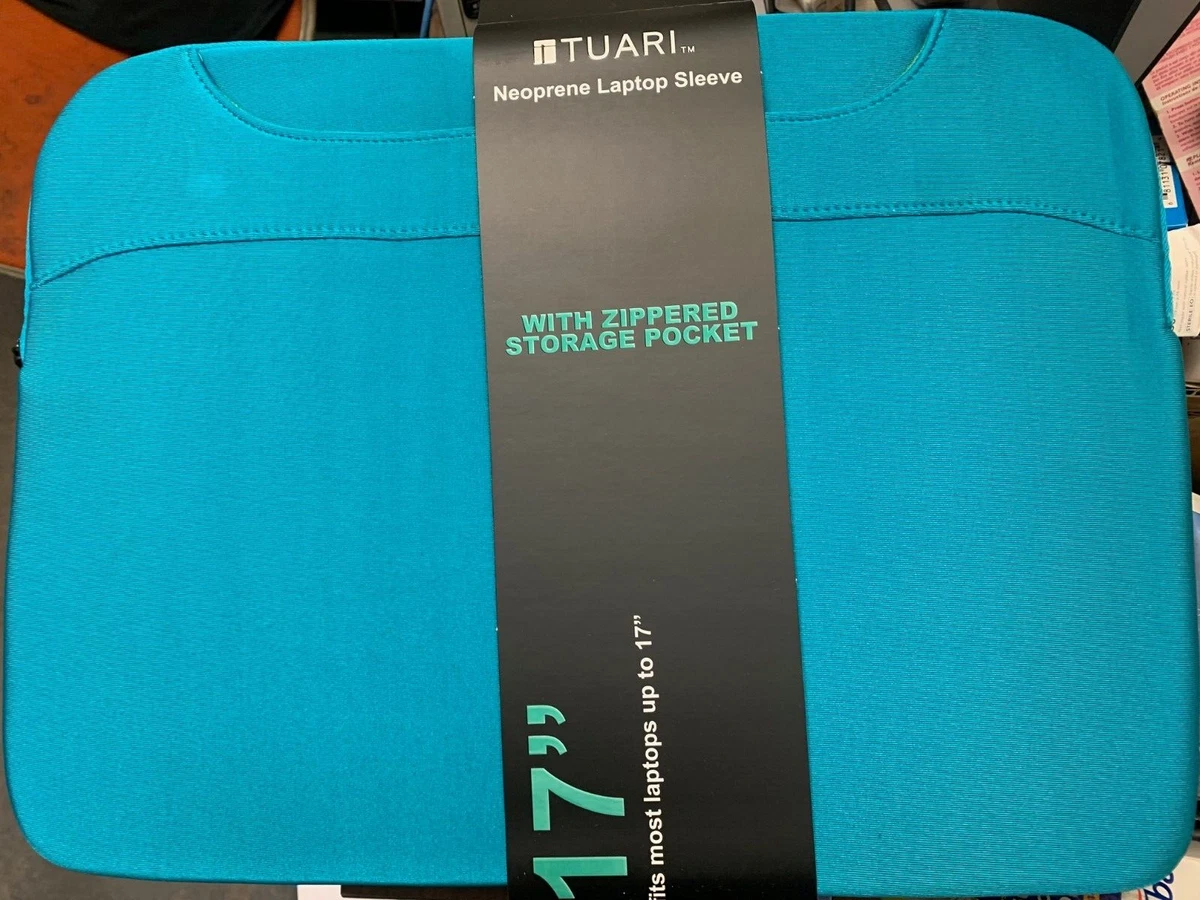 TUARI™
Neoprene Laptop Sleeve
WITH ZIPPERED
STORAGE POCKET
17”
fits most laptops up to 17”